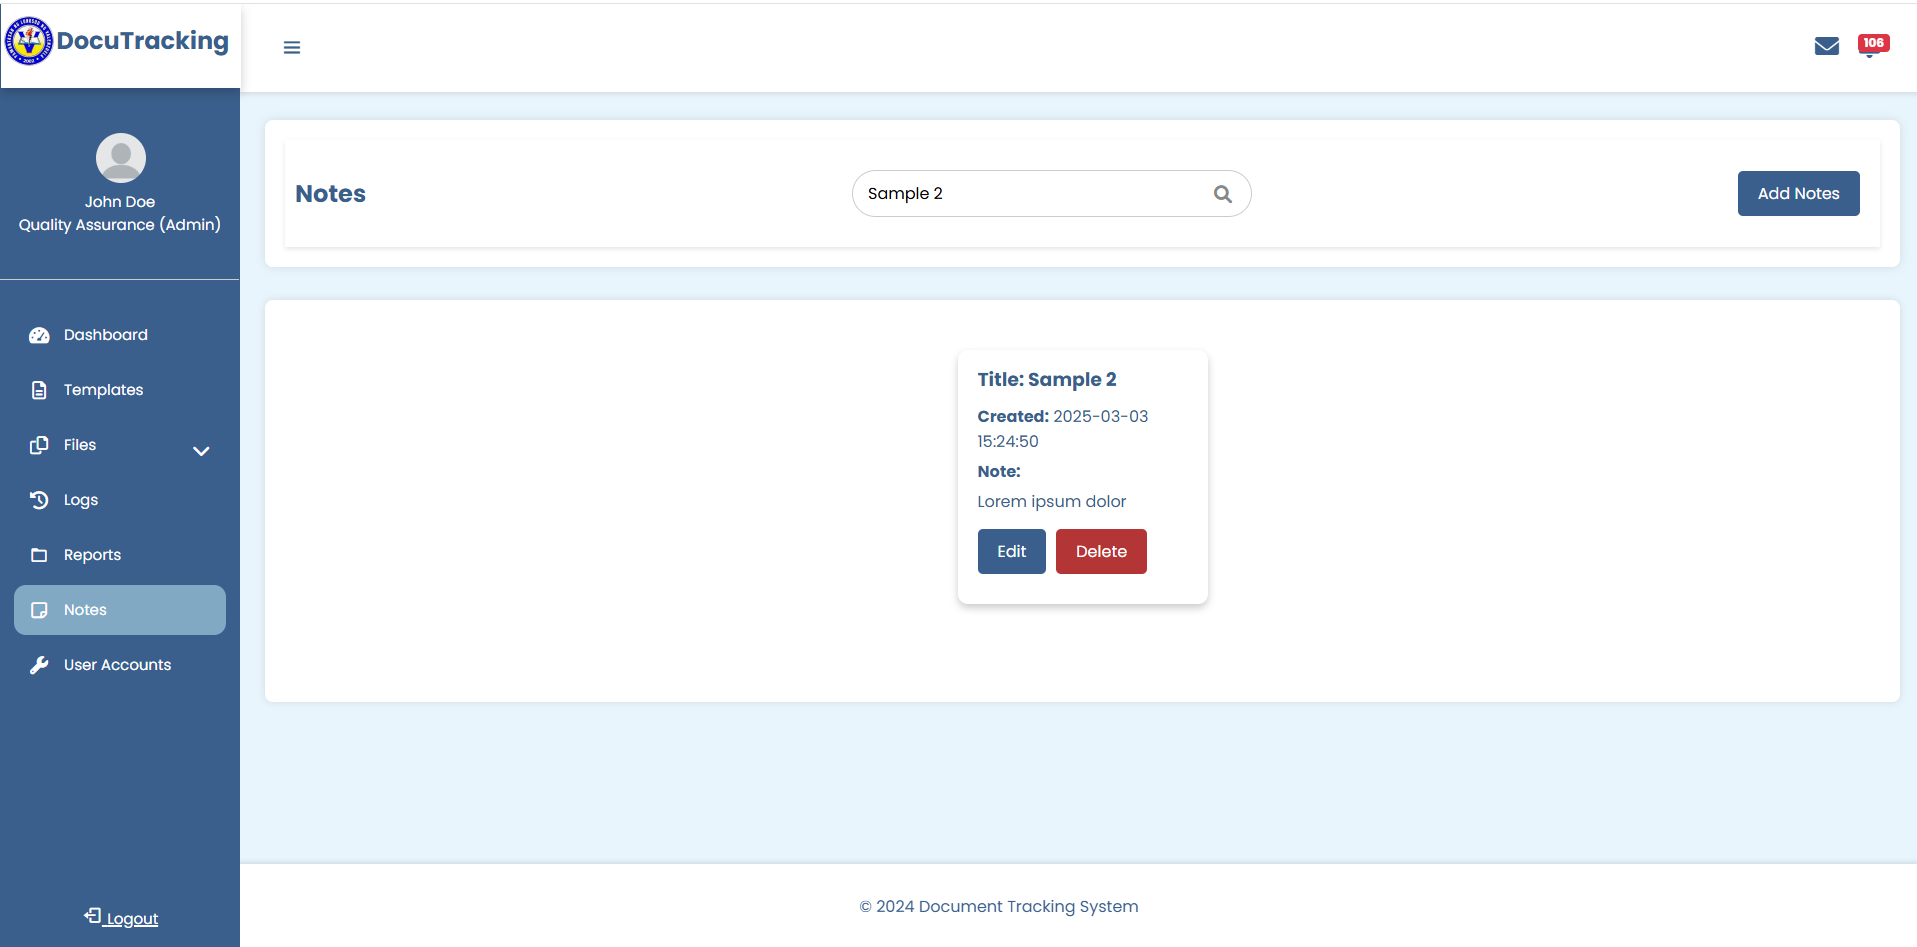 DocuTracking
106
John Doe
Quality Assurance (Admin)
Dashboard
Templates
Files
Logs
Reports
Notes
User Accounts
Logout
Notes
Sample 2
Add Notes
Title: Sample 2
Created: 2025-03-03
15:24:50
Note:
Lorem ipsum dolor
Edit
Delete
© 2024 Document Tracking System